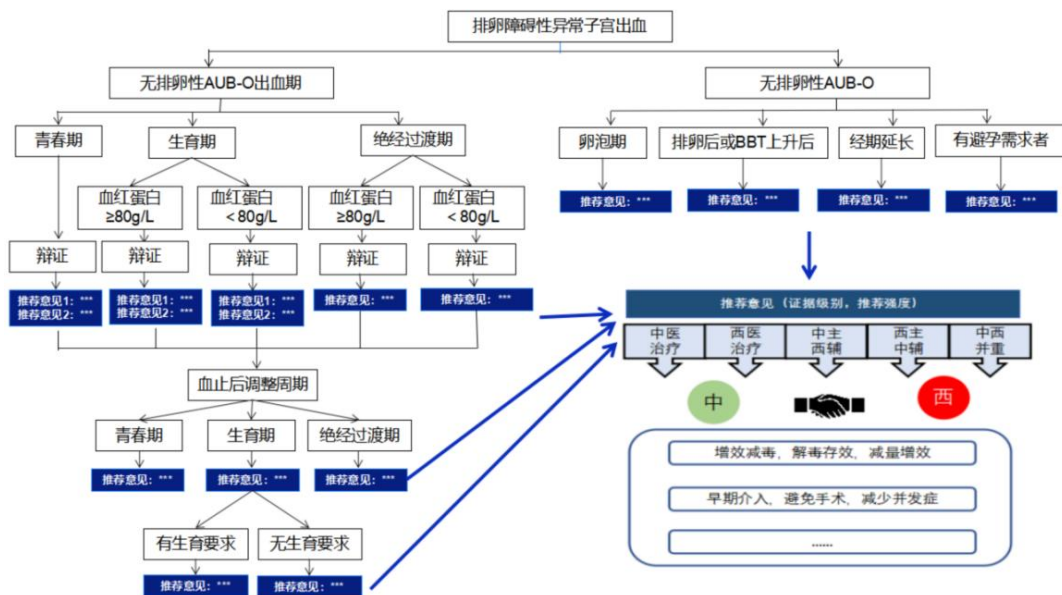 排卵障碍性异常子宫出血
无排卵性AUB-O出血期
无排卵性AUB-O
青春期
生育期
绝经过渡期
卵泡期
排卵后或BBT上升后
经期延长
有避孕需求者
推荐意见：***
推荐意见：***
推荐意见：***
推荐意见：***
血红蛋白
≥80g/L
血红蛋白
＜80g/L
血红蛋白
≥80g/L
血红蛋白
＜80g/L
辩证
辩证
辩证
辩证
辩证
推荐意见1：***
推荐意见2：***
推荐意见1：***
推荐意见2：***
推荐意见1：***
推荐意见2：***
推荐意见：***
推荐意见：***
推荐意见（证据级别，推荐强度）
中医
治疗
西医
治疗
中主
西辅
西主
中辅
中西
并重
中
西
血止后调整周期
青春期
生育期
绝经过渡期
推荐意见：***
推荐意见：***
推荐意见：***
有生育要求
无生育要求
推荐意见：***
推荐意见：***
增效减毒，解毒存效，减量增效
早期介入，避免手术，减少并发症
......